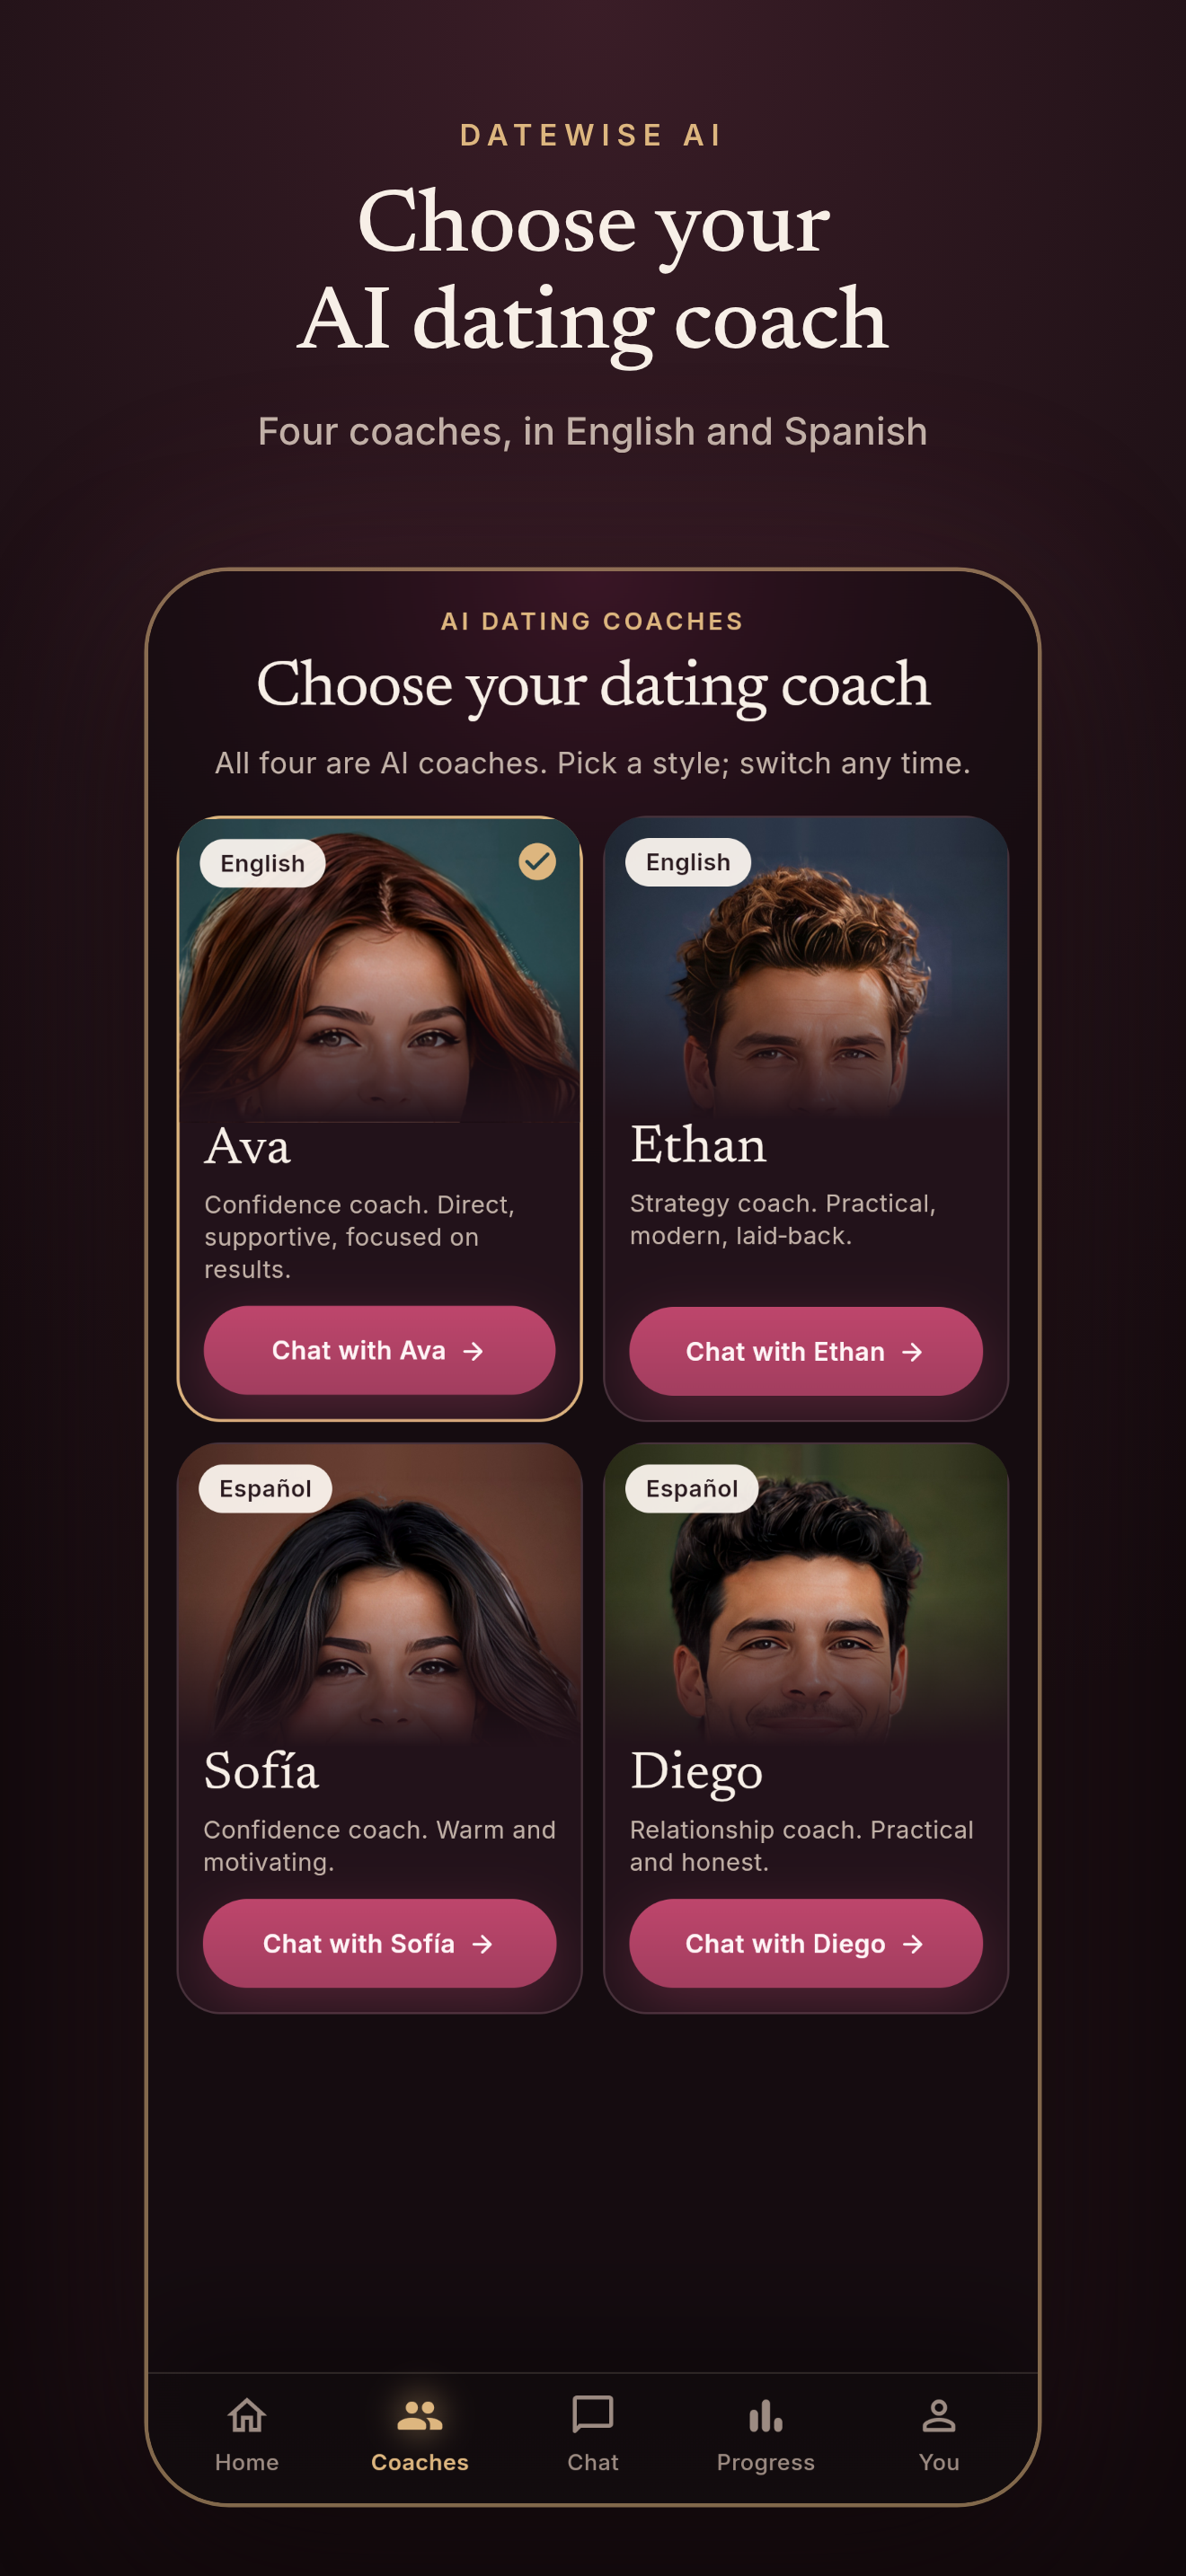 DATEWISE AI
Choose your
AI dating coach
Four coaches, in English and Spanish
AI DATING COACHES
Choose your dating coach
All four are AI coaches. Pick a style; switch any time.
English
Ava
Confidence coach. Direct,
supportive, focused on
results.
Chat with Ava →
English
Ethan
Strategy coach. Practical,
modern, laid-back.
Chat with Ethan →
Español
Sofía
Confidence coach. Warm and
motivating.
Chat with Sofía →
Español
Diego
Relationship coach. Practical
and honest.
Chat with Diego →
Home
Coaches
Chat
Progress
You